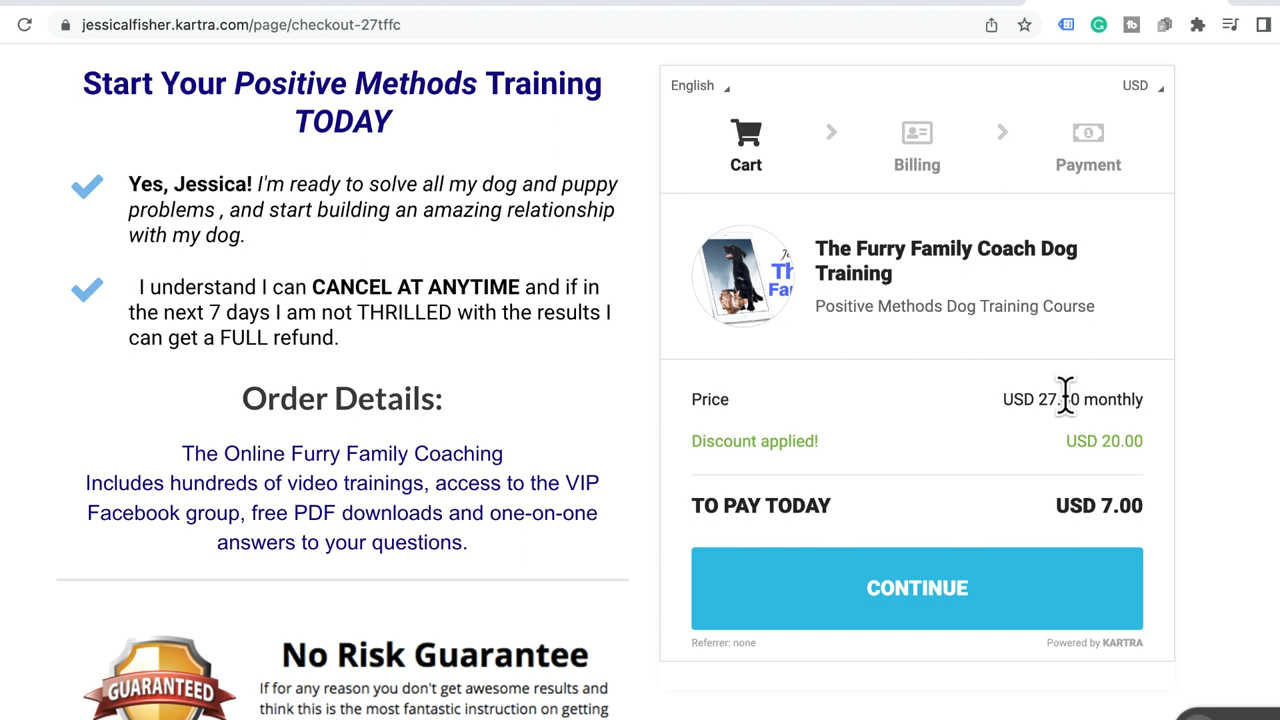 jessicalfisher.kartra.com/page/checkout-27tffc
Start Your Positive Methods Training
TODAY
Yes, Jessica! I'm ready to solve all my dog and puppy
problems , and start building an amazing relationship
with my dog.
I understand I can CANCEL AT ANYTIME and if in
the next 7 days I am not THRILLED with the results I
can get a FULL refund.
Order Details:
The Online Furry Family Coaching
Includes hundreds of video trainings, access to the VIP
Facebook group, free PDF downloads and one-on-one
answers to your questions.
GUARANTEED
No Risk Guarantee
If for any reason you don't get awesome results and
think this is the most fantastic instruction on getting
English
USD
Cart
Billing
Payment
The Furry Family Coach Dog
Training
Positive Methods Dog Training Course
Price
USD 27.00 monthly
Discount applied!
USD 20.00
TO PAY TODAY
USD 7.00
CONTINUE
Referrer: none
Powered by KARTRA